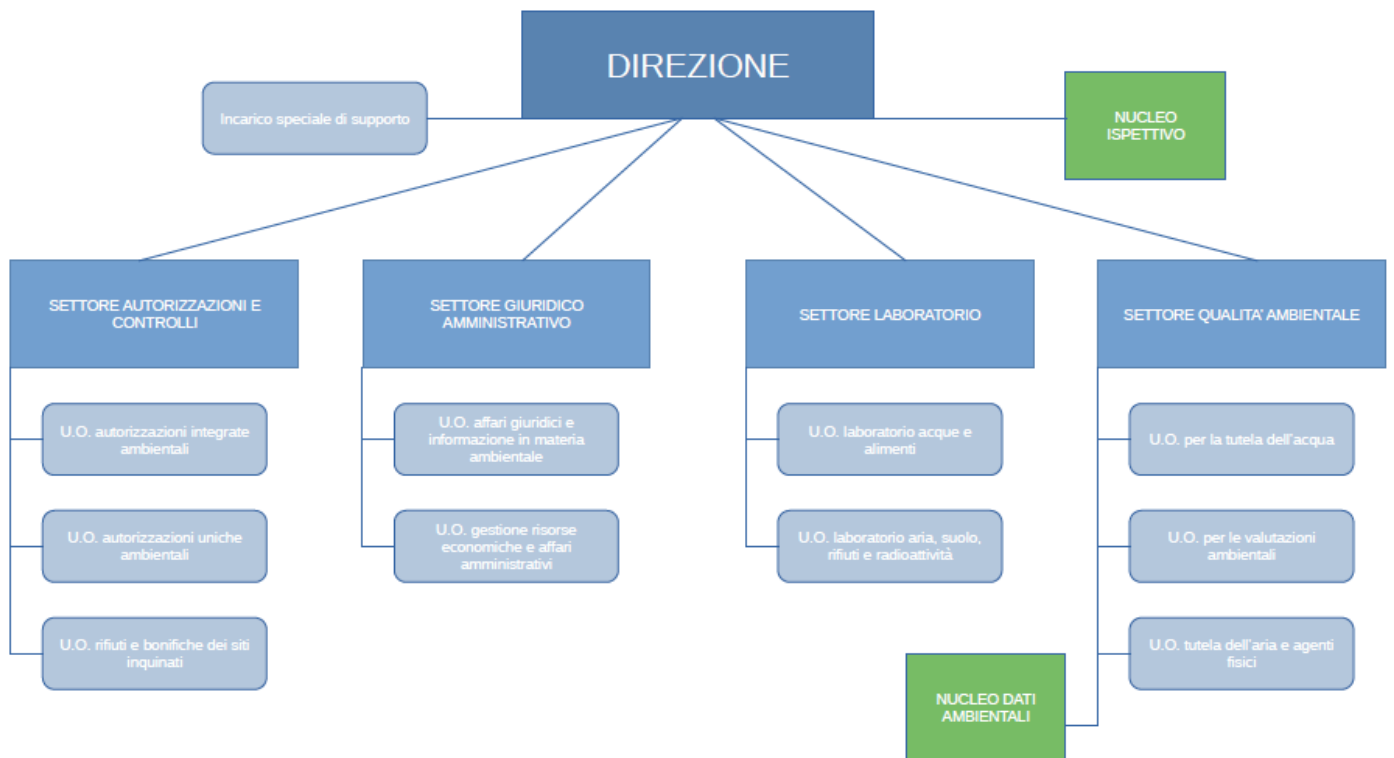 DIREZIONE
Incarico speciale di supporto
NUCLEO
ISPETTIVO
SETTORE AUTORIZZAZIONI E
CONTROLLI
SETTORE GIURIDICO
AMMINISTRATIVO
SETTORE LABORATORIO
SETTORE QUALITA' AMBIENTALE
U.O. autorizzazioni integrate
ambientali
U.O. affari giuridici e
informazione in materia
ambientale
U.O. laboratorio acque e
alimenti
U.O. per la tutela dell'acqua
U.O. autorizzazioni uniche
ambientali
U.O. gestione risorse
economiche e affari
amministrativi
U.O. laboratorio aria, suolo,
rifiuti e radioattività
U.O. per le valutazioni
ambientali
U.O. rifiuti e bonifiche dei siti
inquinati
U.O. tutela dell'aria e agenti
fisici
NUCLEO DATI
AMBIENTALI